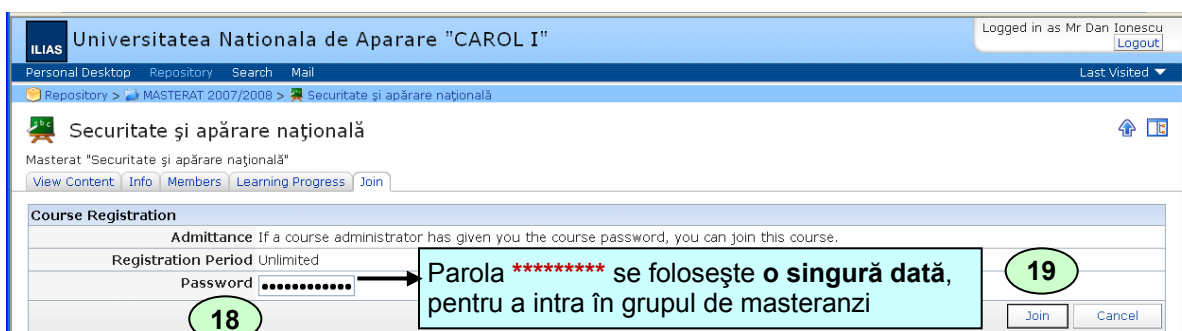 Logged in as Mr Dan Ionescu
ILIAS Universitatea Nationala de Aparare "CAROL I"
Logout
Personal Desktop Repository Search Mail Last Visited
Repository > MASTERAT 2007/2008 > Securitate şi apărare naţională
Securitate şi apărare naţională
Masterat "Securitate şi apărare naţională"
View Content Info Members Learning Progress Join
Course Registration
Admittance If a course administrator has given you the course password, you can join this course.
Registration Period Unlimited
Password ●●●●●●●●●●●●
Parola ********* se foloseşte o singură dată,
pentru a intra în grupul de masteranzi
19
18
Join Cancel